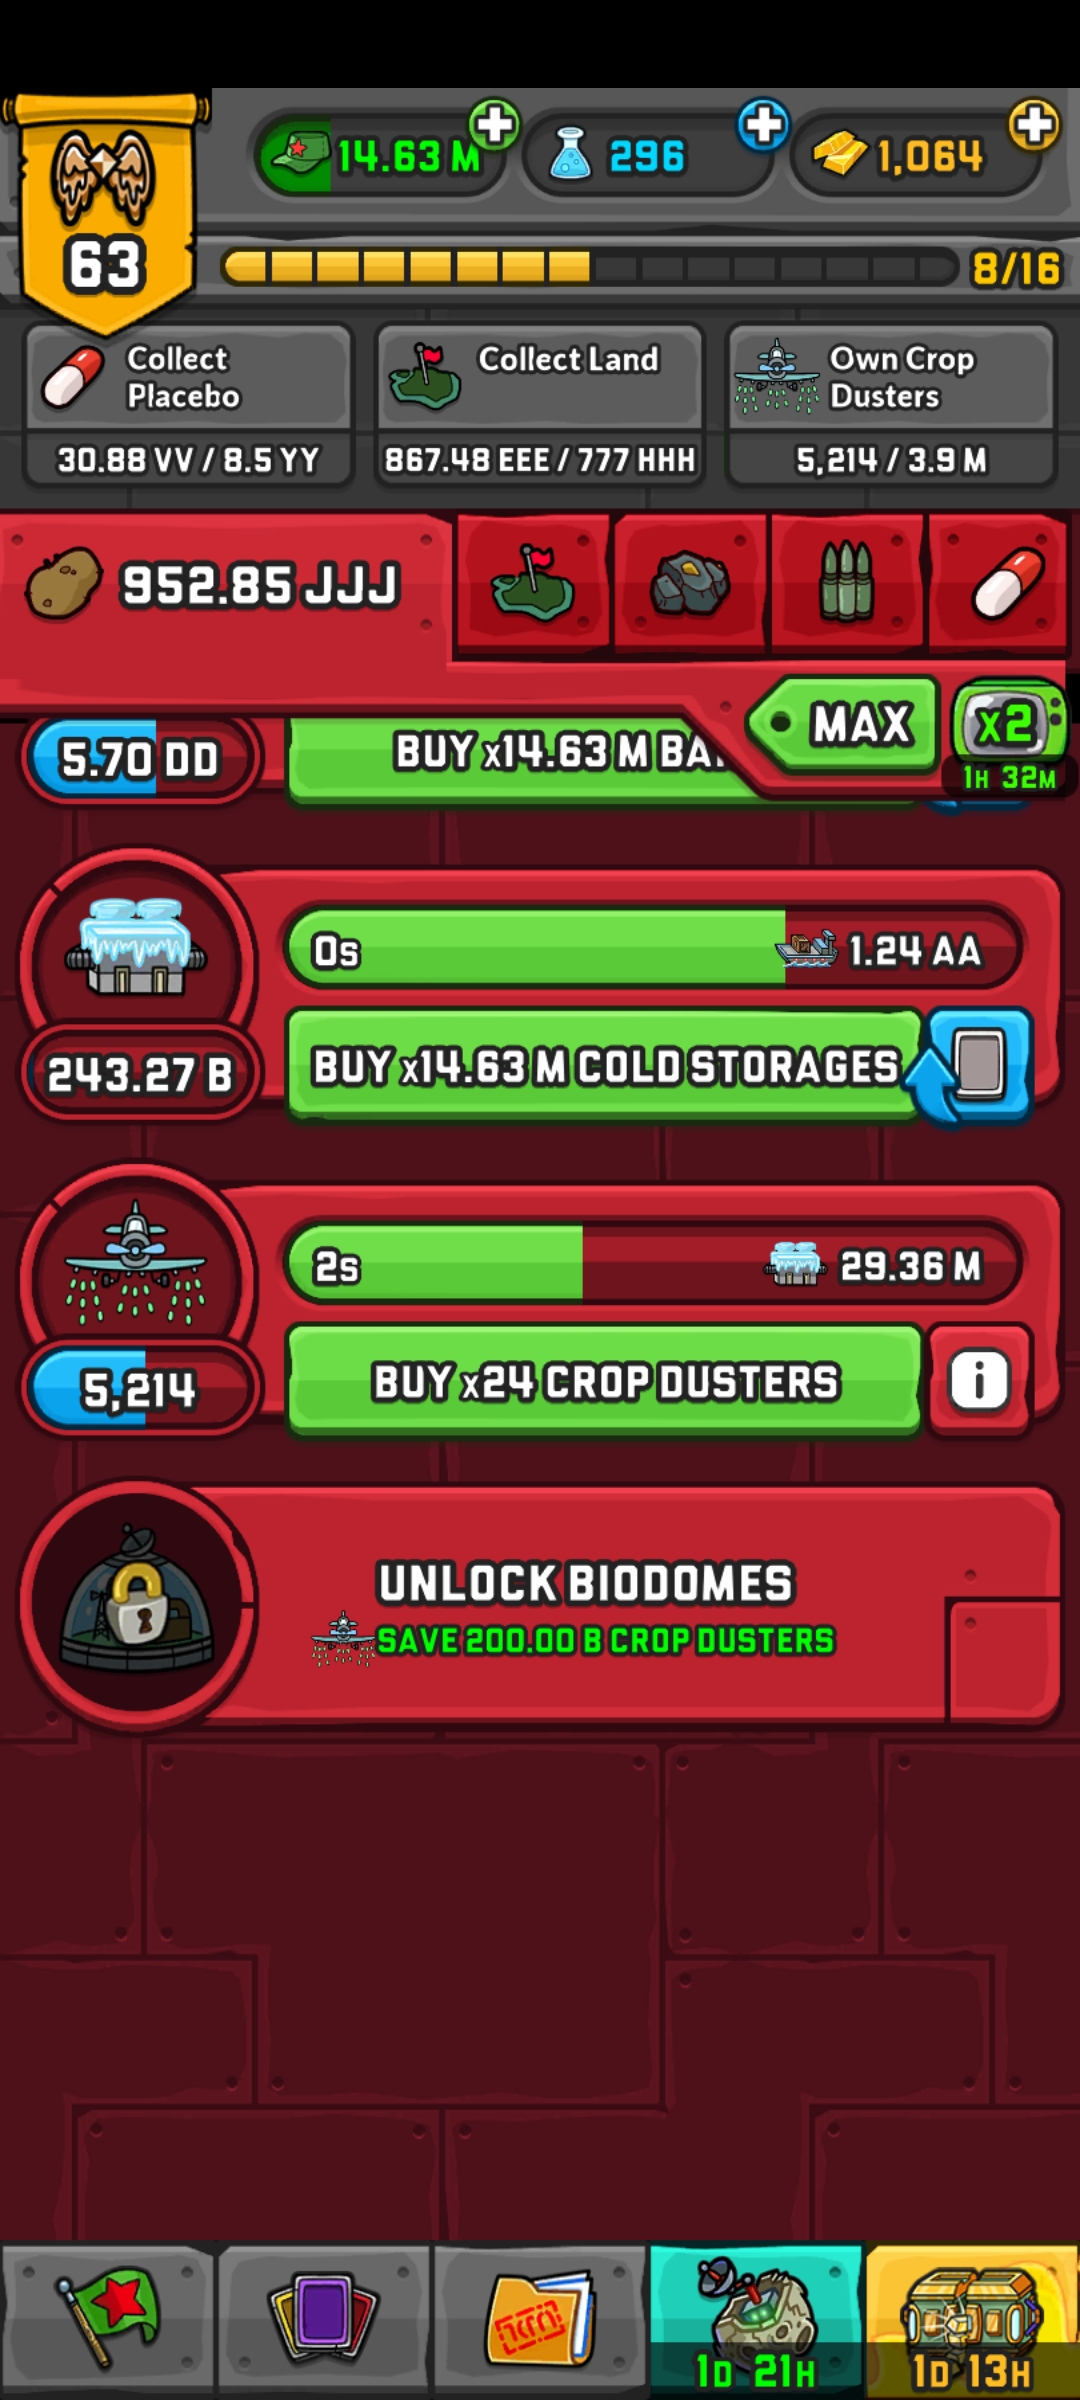 14.63 M
296
1,064
63
8/16
Collect
Placebo
30.88 VV / 8.5 YY
Collect Land
867.48 EEE / 777 HHH
Own Crop
Dusters
5,214 / 3.9 M
952.85 JJJ
MAX
X2
1H 32M
5.70 DD
BUY x14.63 M BA
0s
1.24 AA
243.27 B
BUY x14.63 M COLD STORAGES
2s
29.36 M
5,214
BUY x24 CROP DUSTERS
i
UNLOCK BIODOMES
SAVE 200.00 B CROP DUSTERS
1D 21H
1D 13H